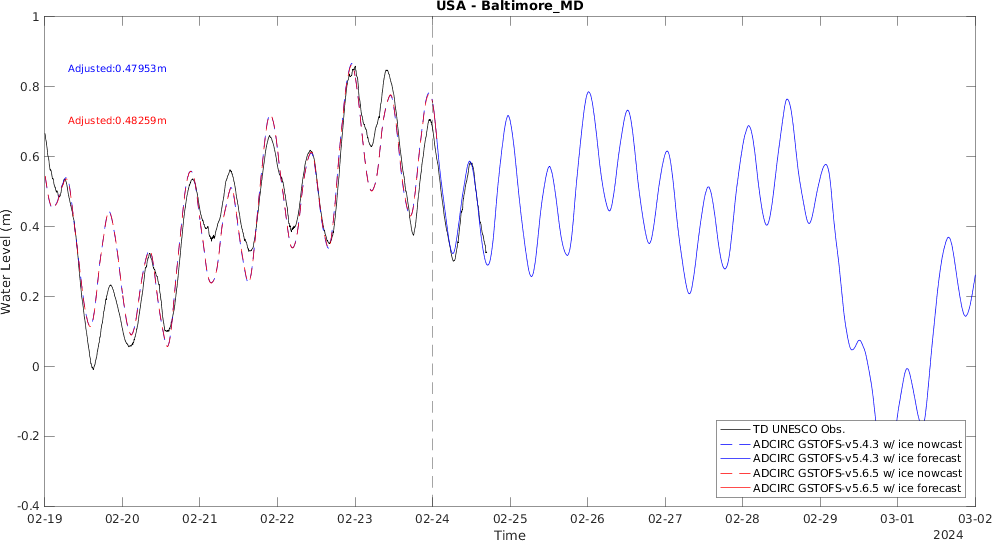 USA - Baltimore_MD
1
0.8
0.6
0.4
0.2
0
-0.2
-0.4
Water Level (m)
Adjusted:0.47953m
Adjusted:0.48259m
TD UNESCO Obs.
ADCIRC GSTOFS-v5.4.3 w/ ice nowcast
ADCIRC GSTOFS-v5.4.3 w/ ice forecast
ADCIRC GSTOFS-v5.6.5 w/ ice nowcast
ADCIRC GSTOFS-v5.6.5 w/ ice forecast
02-19 02-20 02-21 02-22 02-23 02-24 02-25 02-26 02-27 02-28 02-29 03-01 03-02
Time
2024